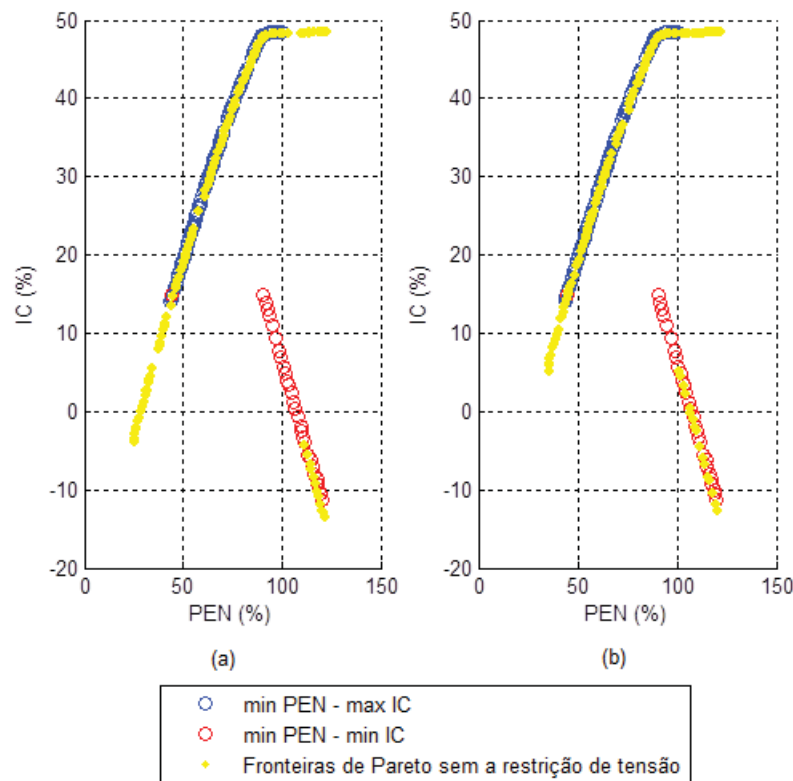 50
40
30
20
10
0
-10
-20
IC (%)
0
50
100
150
PEN (%)
(a)
50
40
30
20
10
0
-10
-20
IC (%)
0
50
100
150
PEN (%)
(b)
min PEN - max IC
min PEN - min IC
Fronteiras de Pareto sem a restrição de tensão